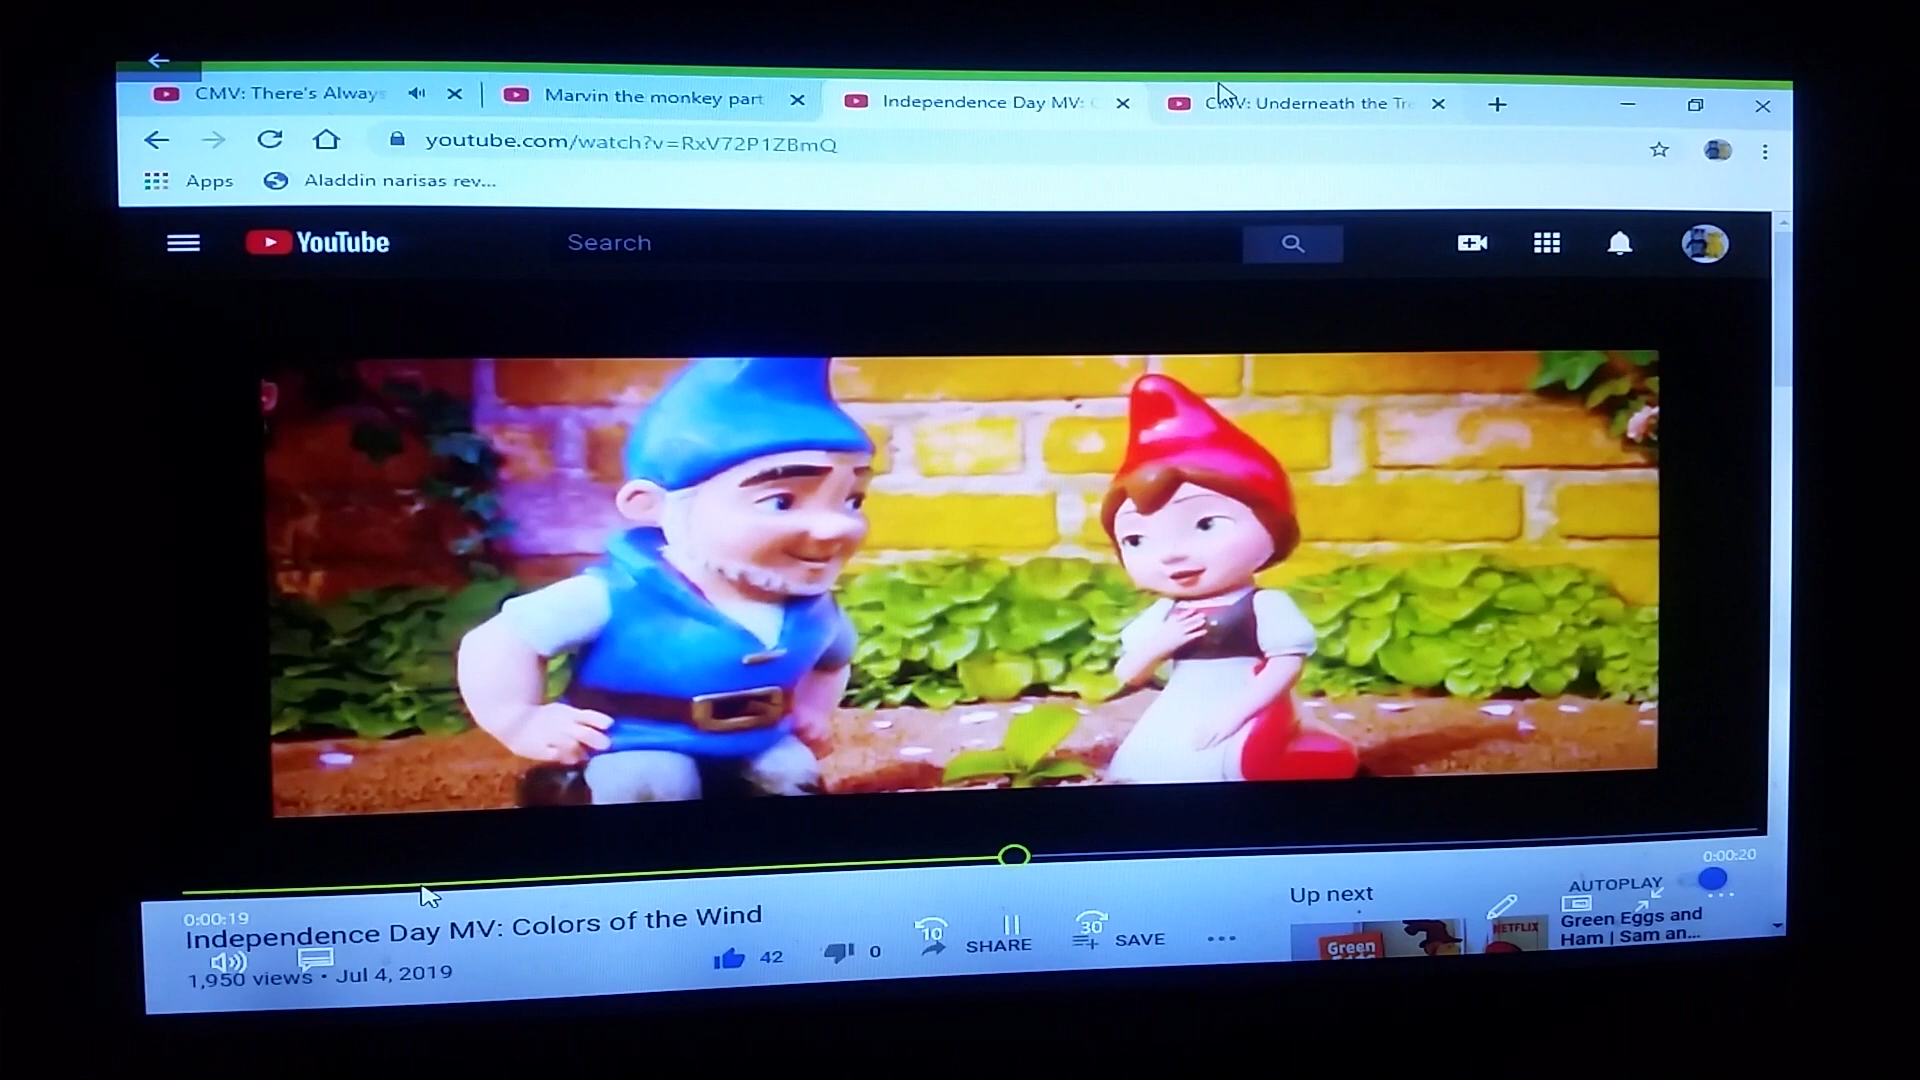 CMV: There's Always
Marvin the monkey part
Independence Day MV:
CMV: Underneath the Tr
youtube.com/watch?v=RxV72P1ZBmQ
Apps
Aladdin narisas rev...
YouTube
Search
0:00:20
0:00:19
Independence Day MV: Colors of the Wind
1,950 views • Jul 4, 2019
42
0
10
SHARE
30
SAVE
Up next
AUTOPLAY
Green Eggs and
Ham | Sam an...
Green
NETFLIX